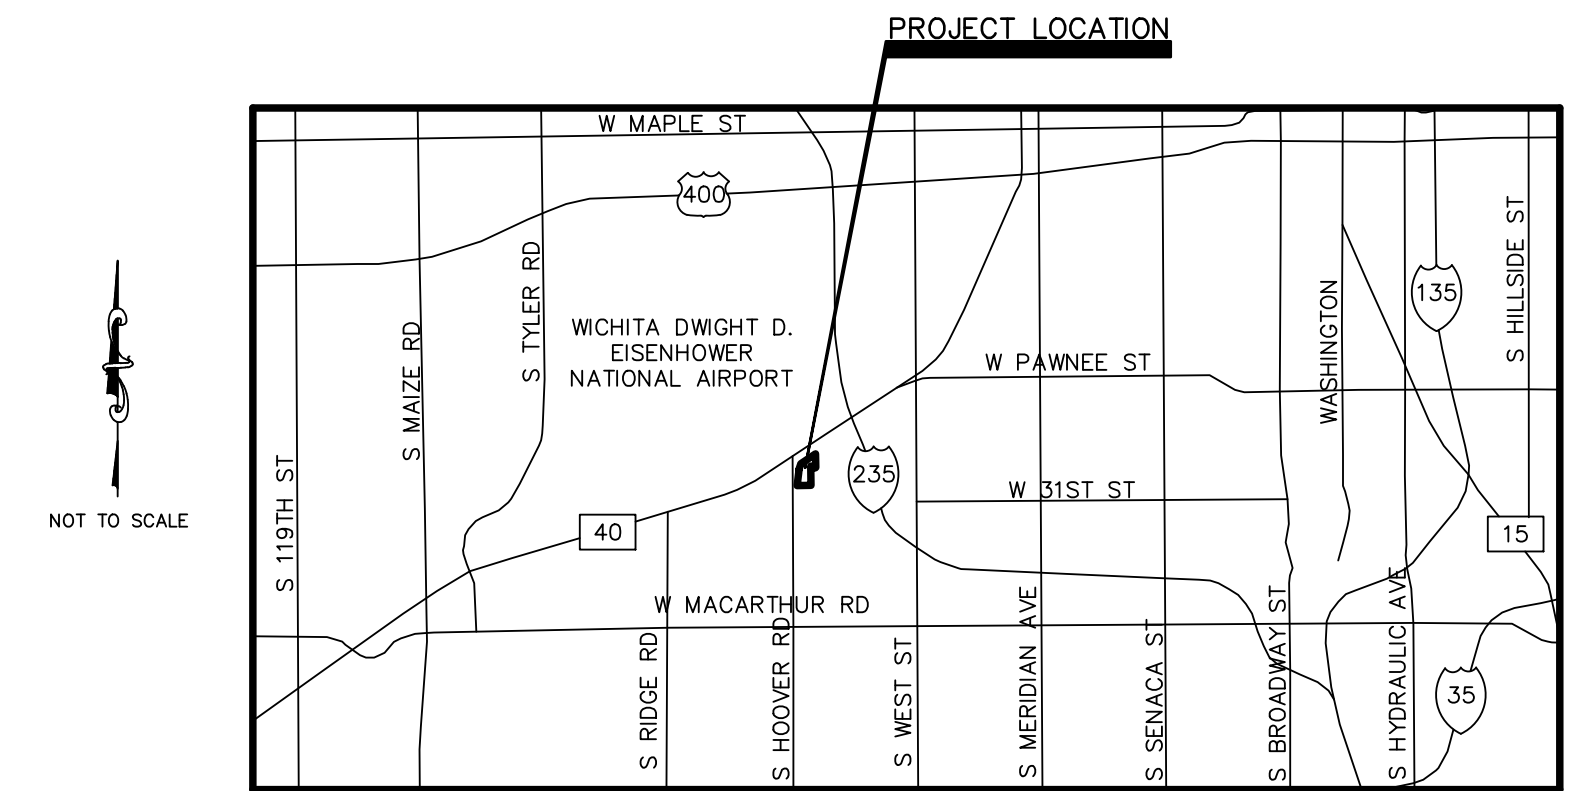 PROJECT LOCATION
W MAPLE ST
400
S TYLER RD
S HILLSIDE ST
135
WASHINGTON
WICHITA DWIGHT D.
EISENHOWER
NATIONAL AIRPORT
S MAIZE RD
W PAWNEE ST
S 119TH ST
235
W 31ST ST
NOT TO SCALE
40
15
W MACARTHUR RD
S RIDGE RD
S HOOVER RD
S WEST ST
S MERIDIAN AVE
S SENACA ST
S BROADWAY ST
S HYDRAULIC AVE
35